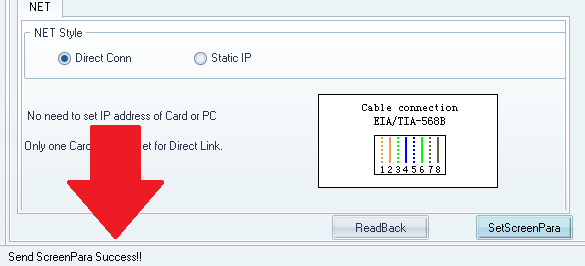 NET
NET Style
Direct Conn
Static IP
No need to set IP address of Card or PC
Only one Card et for Direct Link.
Cable connection
EIA/TIA-568B
12345678
ReadBack
SetScreenPara
Send ScreenPara Success!!